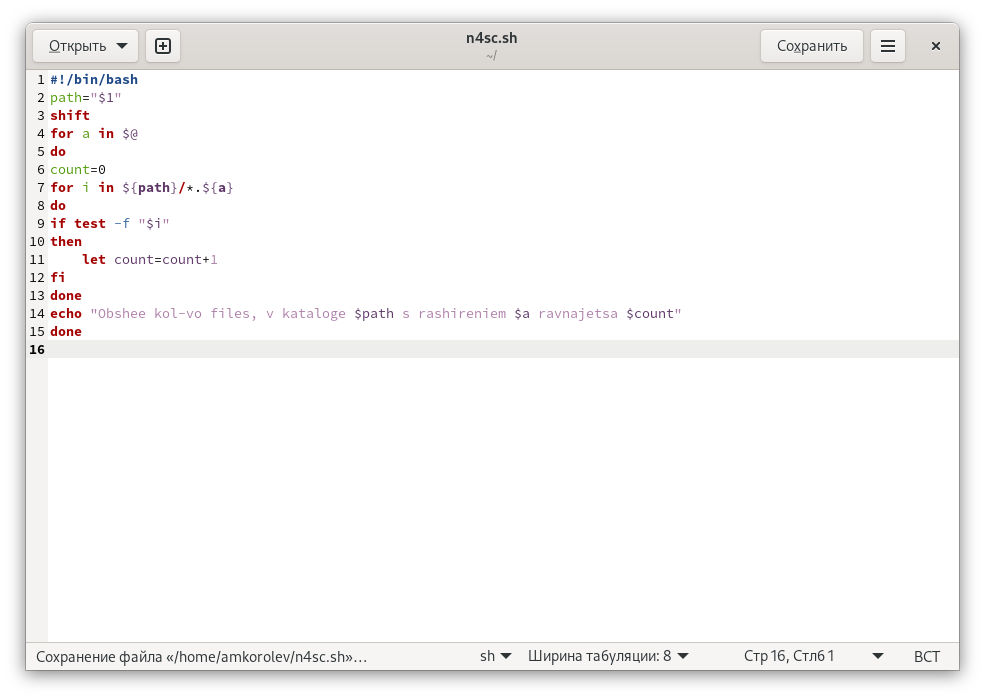 Открыть
n4sc.sh
~/
Сохранить
1 #!/bin/bash
2 path="$1"
3 shift
4 for a in $@
5 do
6 count=0
7 for i in ${path}/*.${a}
8 do
9 if test -f "$i"
10 then
11     let count=count+1
12 fi
13 done
14 echo "Obshee kol-vo files, v kataloge $path s rashireniem $a ravnajetsa $count"
15 done
16
Сохранение файла «/home/amkorolev/n4sc.sh»… sh Ширина табуляции: 8 Стр 16, Стлб 1 ВСТ